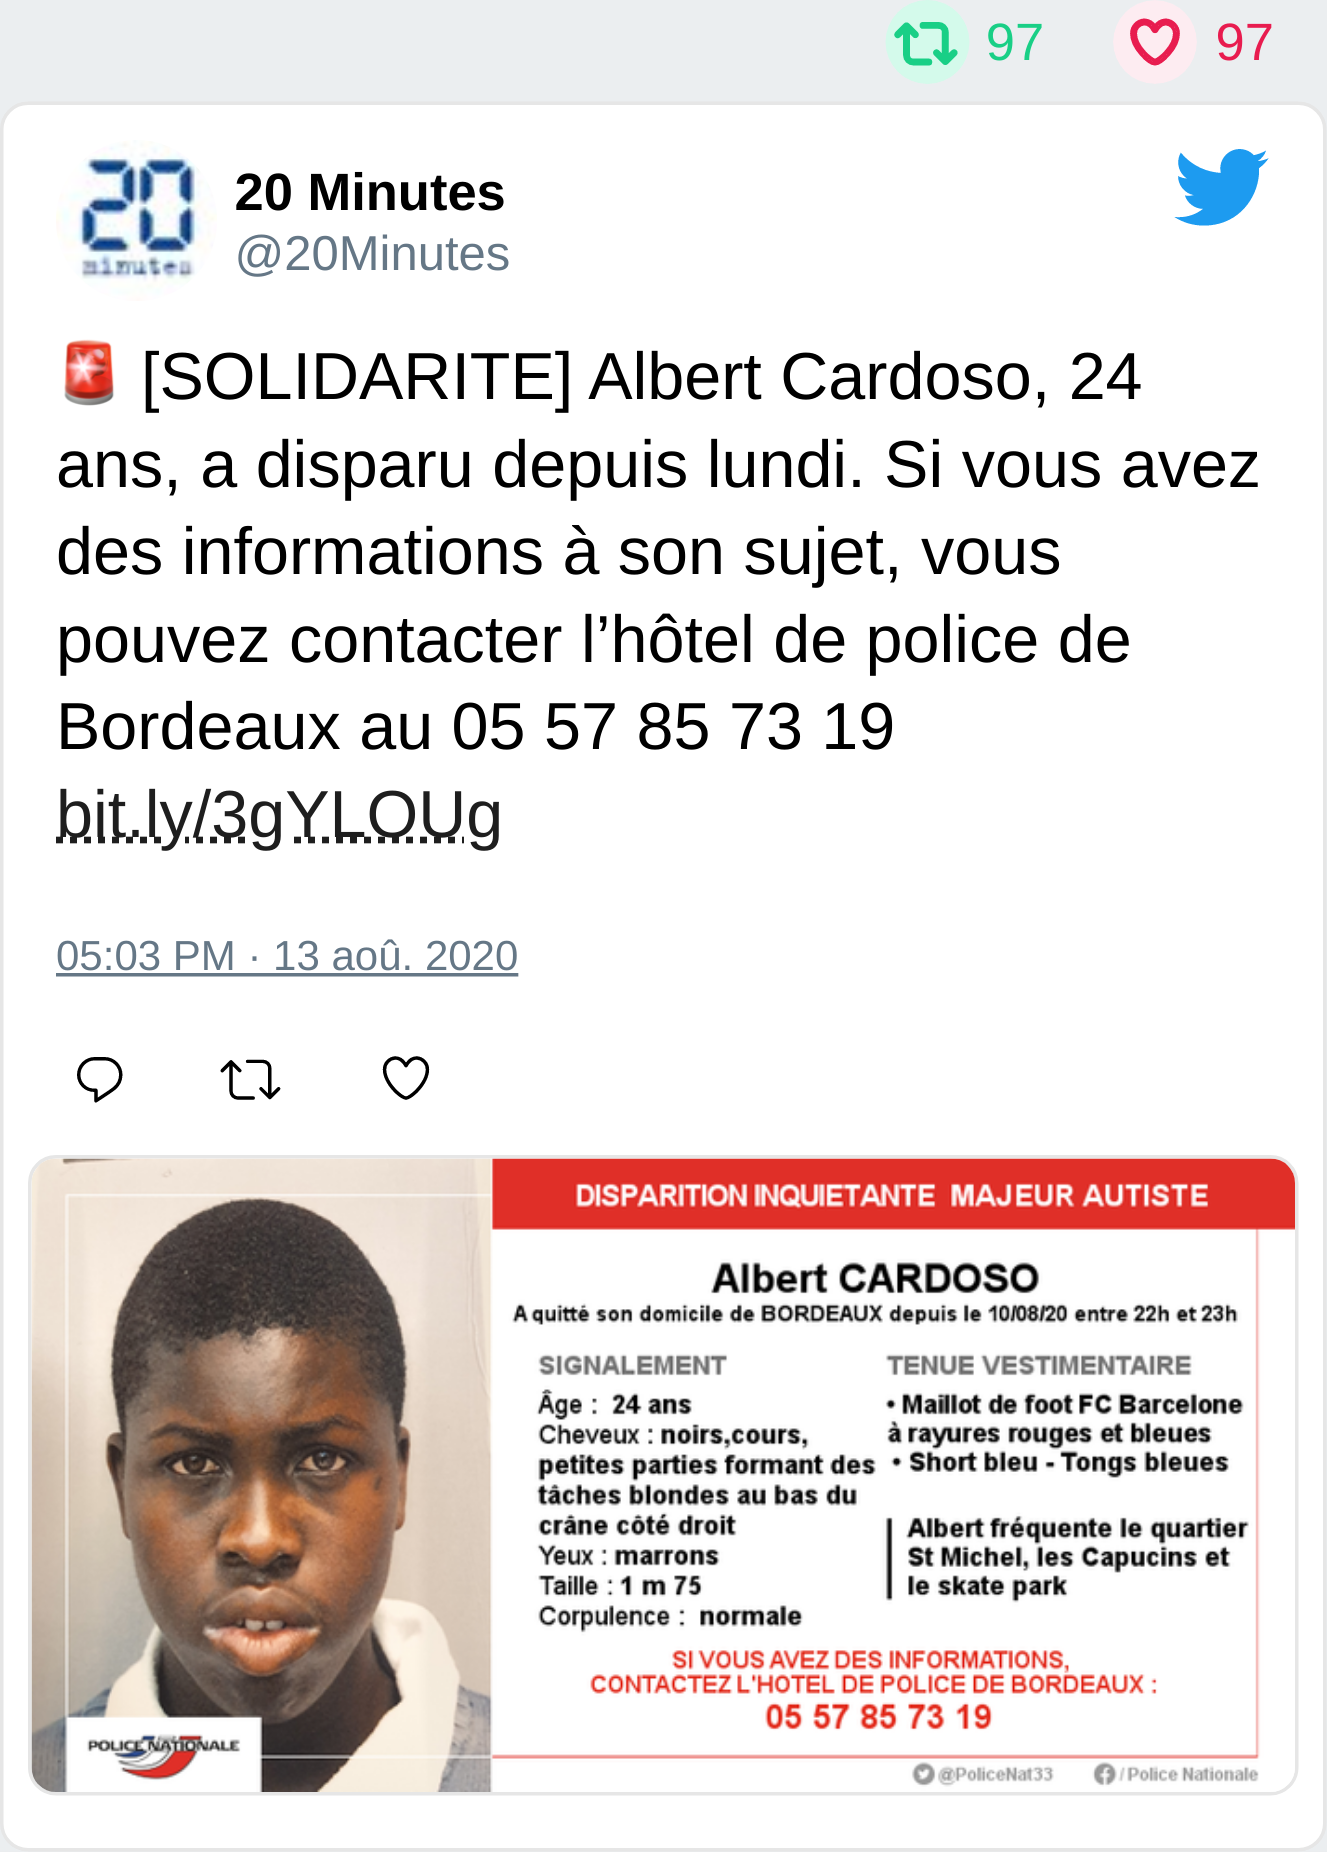 97 97
20
minutes
20 Minutes
@20Minutes
[SOLIDARITE] Albert Cardoso, 24
ans, a disparu depuis lundi. Si vous avez
des informations à son sujet, vous
pouvez contacter l’hôtel de police de
Bordeaux au 05 57 85 73 19
bit.ly/3gYLOUg
05:03 PM · 13 aoû. 2020
DISPARITION INQUIETANTE MAJEUR AUTISTE
Albert CARDOSO
A quitté son domicile de BORDEAUX depuis le 10/08/20 entre 22h et 23h
SIGNALEMENT
Âge : 24 ans
Cheveux : noirs,cours,
petites parties formant des
tâches blondes au bas du
crâne côté droit
Yeux : marrons
Taille : 1 m 75
Corpulence : normale
TENUE VESTIMENTAIRE
• Maillot de foot FC Barcelone
à rayures rouges et bleues
• Short bleu - Tongs bleues
Albert fréquente le quartier
St Michel, les Capucins et
le skate park
SI VOUS AVEZ DES INFORMATIONS,
CONTACTEZ L'HOTEL DE POLICE DE BORDEAUX :
05 57 85 73 19
POLICE NATIONALE
@PoliceNat33 / Police Nationale